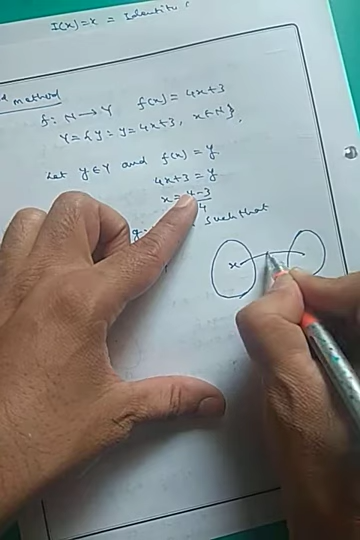 I(x)=x = Identity
method
f: N → Y f(x) = 4x+3
Y = { y = y = 4x+3, x ∈ N },
Let y ∈ Y and f(x) = y
4x+3 = y
x = y-3
4
g: such that
x